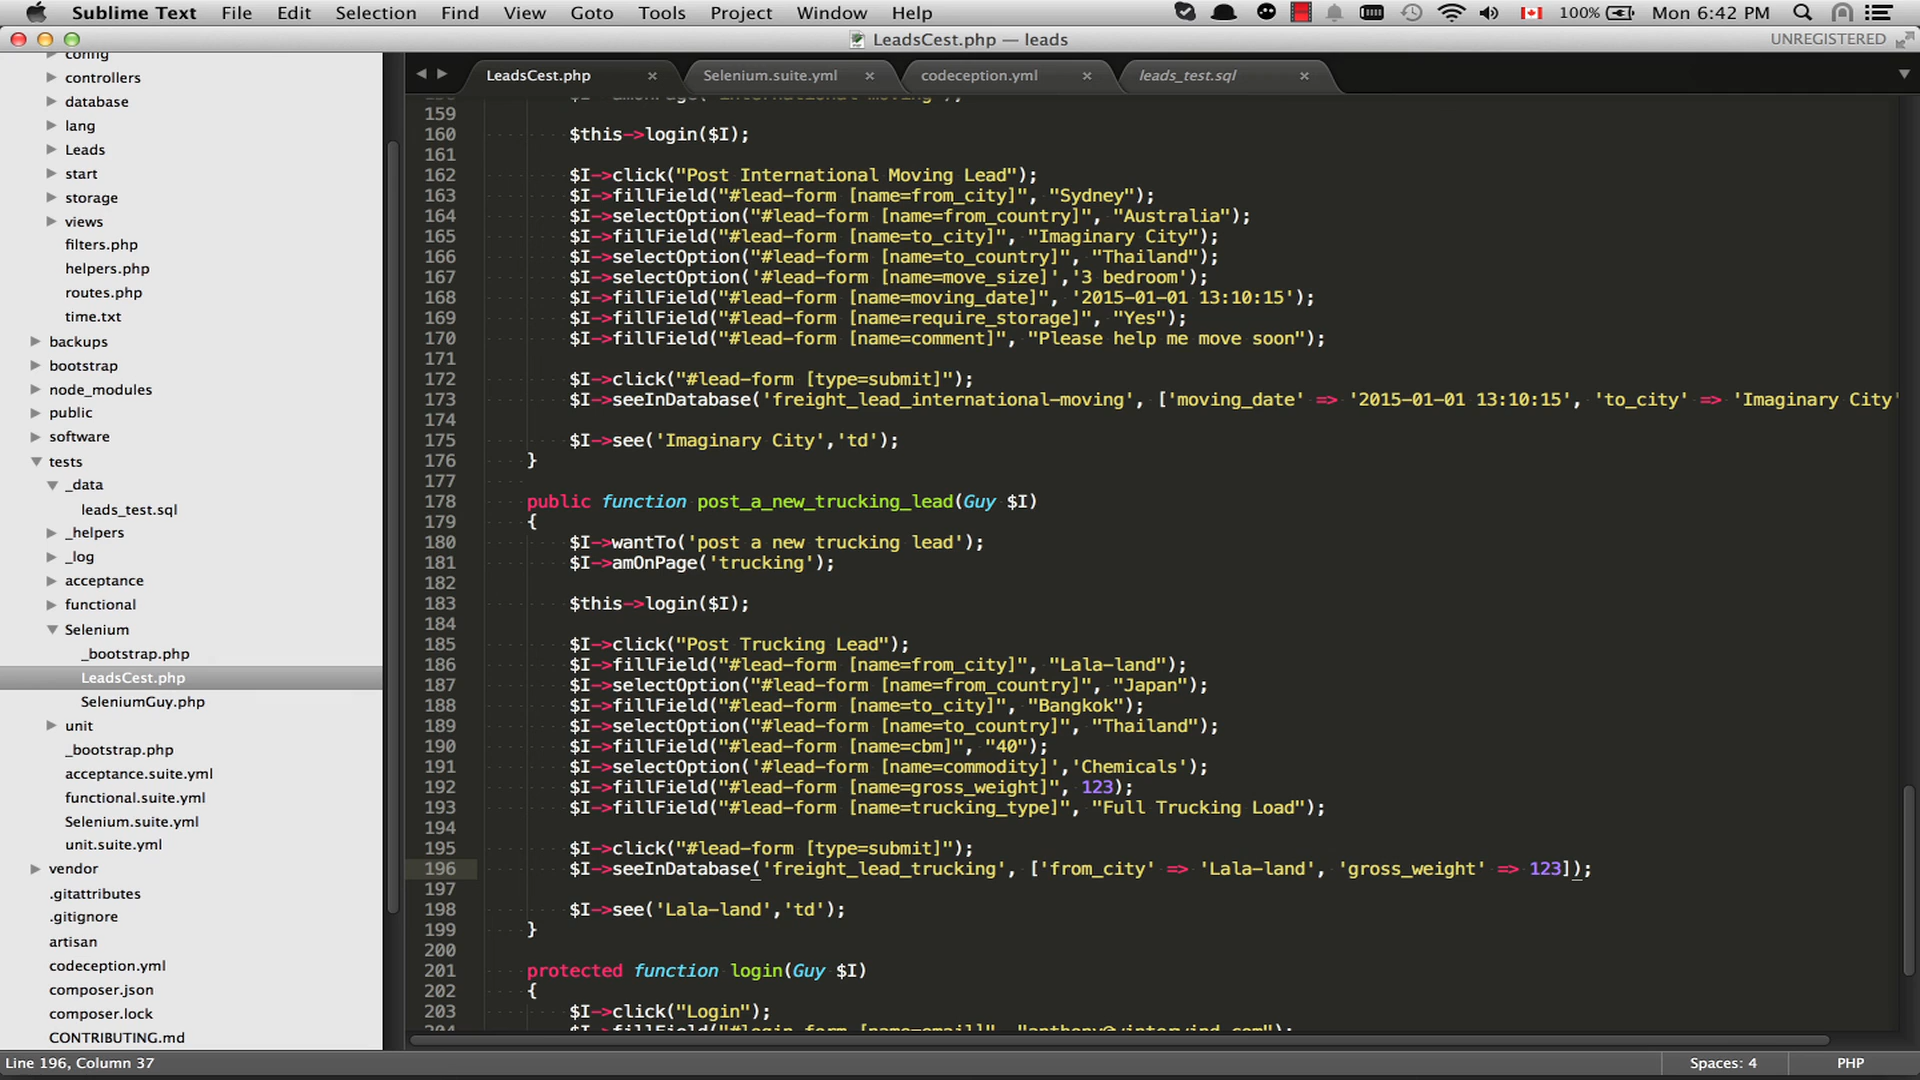 Sublime Text File Edit Selection Find View Goto Tools Project Window Help 100% Mon 6:42 PM
LeadsCest.php — leads UNREGISTERED
LeadsCest.php × Selenium.suite.yml × codeception.yml × leads_test.sql ×
config
controllers
database
lang
Leads
start
storage
views
filters.php
helpers.php
routes.php
time.txt
backups
bootstrap
node_modules
public
software
tests
_data
leads_test.sql
_helpers
_log
acceptance
functional
Selenium
_bootstrap.php
LeadsCest.php
SeleniumGuy.php
unit
_bootstrap.php
acceptance.suite.yml
functional.suite.yml
Selenium.suite.yml
unit.suite.yml
vendor
.gitattributes
.gitignore
artisan
codeception.yml
composer.json
composer.lock
CONTRIBUTING.md
159
160 $this->login($I);
161
162 $I->click("Post International Moving Lead");
163 $I->fillField("#lead-form [name=from_city]", "Sydney");
164 $I->selectOption("#lead-form [name=from_country]", "Australia");
165 $I->fillField("#lead-form [name=to_city]", "Imaginary City");
166 $I->selectOption("#lead-form [name=to_country]", "Thailand");
167 $I->selectOption('#lead-form [name=move_size]','3 bedroom');
168 $I->fillField("#lead-form [name=moving_date]", '2015-01-01 13:10:15');
169 $I->fillField("#lead-form [name=require_storage]", "Yes");
170 $I->fillField("#lead-form [name=comment]", "Please help me move soon");
171
172 $I->click("#lead-form [type=submit]");
173 $I->seeInDatabase('freight_lead_international-moving', ['moving_date' => '2015-01-01 13:10:15', 'to_city' => 'Imaginary City'
174
175 $I->see('Imaginary City','td');
176 }
177
178 public function post_a_new_trucking_lead(Guy $I)
179 {
180 $I->wantTo('post a new trucking lead');
181 $I->amOnPage('trucking');
182
183 $this->login($I);
184
185 $I->click("Post Trucking Lead");
186 $I->fillField("#lead-form [name=from_city]", "Lala-land");
187 $I->selectOption("#lead-form [name=from_country]", "Japan");
188 $I->fillField("#lead-form [name=to_city]", "Bangkok");
189 $I->selectOption("#lead-form [name=to_country]", "Thailand");
190 $I->fillField("#lead-form [name=cbm]", "40");
191 $I->selectOption('#lead-form [name=commodity]','Chemicals');
192 $I->fillField("#lead-form [name=gross_weight]", 123);
193 $I->fillField("#lead-form [name=trucking_type]", "Full Trucking Load");
194
195 $I->click("#lead-form [type=submit]");
196 $I->seeInDatabase('freight_lead_trucking', ['from_city' => 'Lala-land', 'gross_weight' => 123]);
197
198 $I->see('Lala-land','td');
199 }
200
201 protected function login(Guy $I)
202 {
203 $I->click("Login");
204
Line 196, Column 37 Spaces: 4 PHP